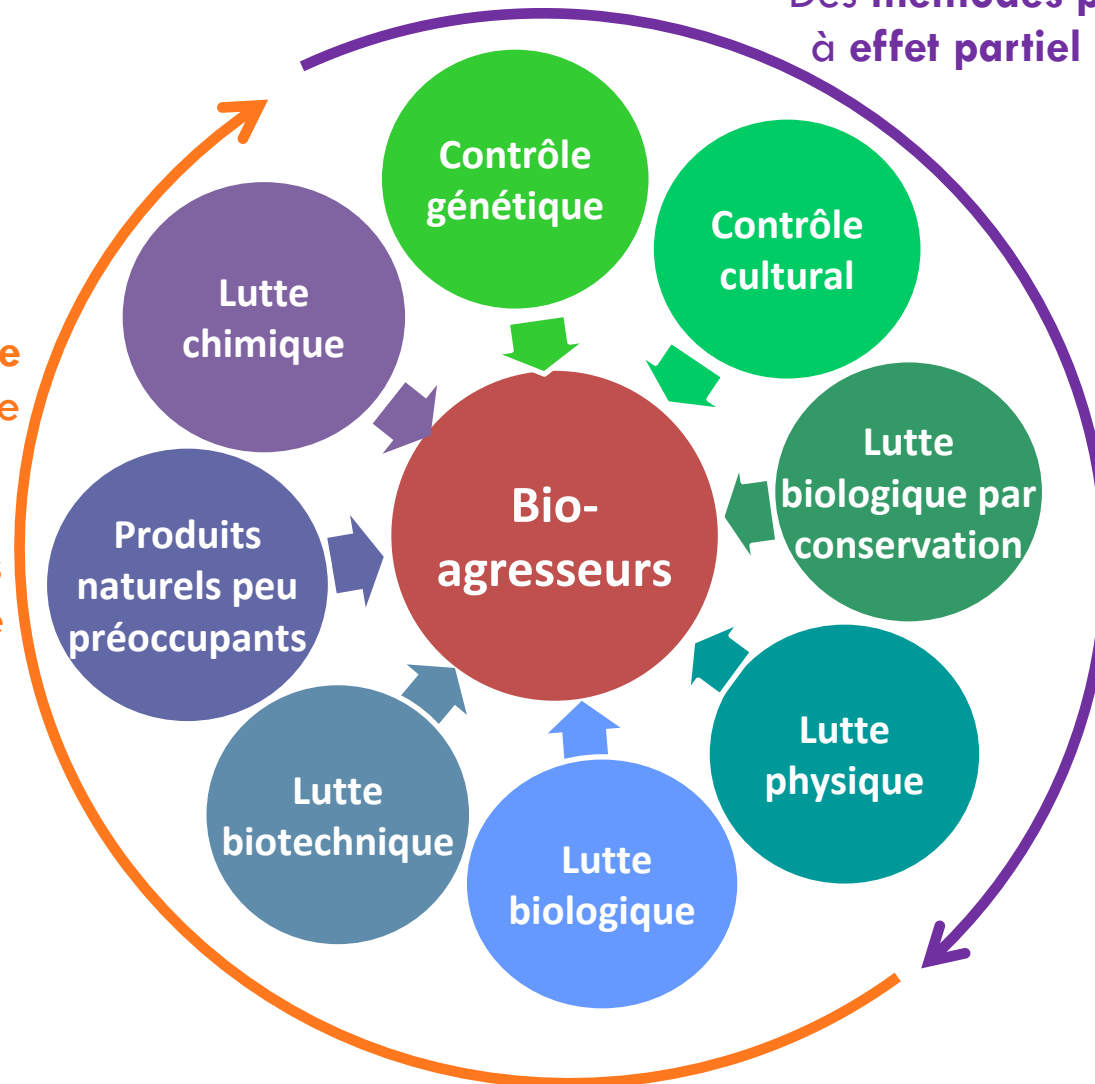 à effet partiel
Contrôle
génétique
Contrôle
cultural
Lutte
biologique par
conservation
Lutte
physique
Lutte
biologique
Lutte
biotechnique
Produits
naturels peu
préoccupants
Lutte
chimique
Bio-
agresseurs